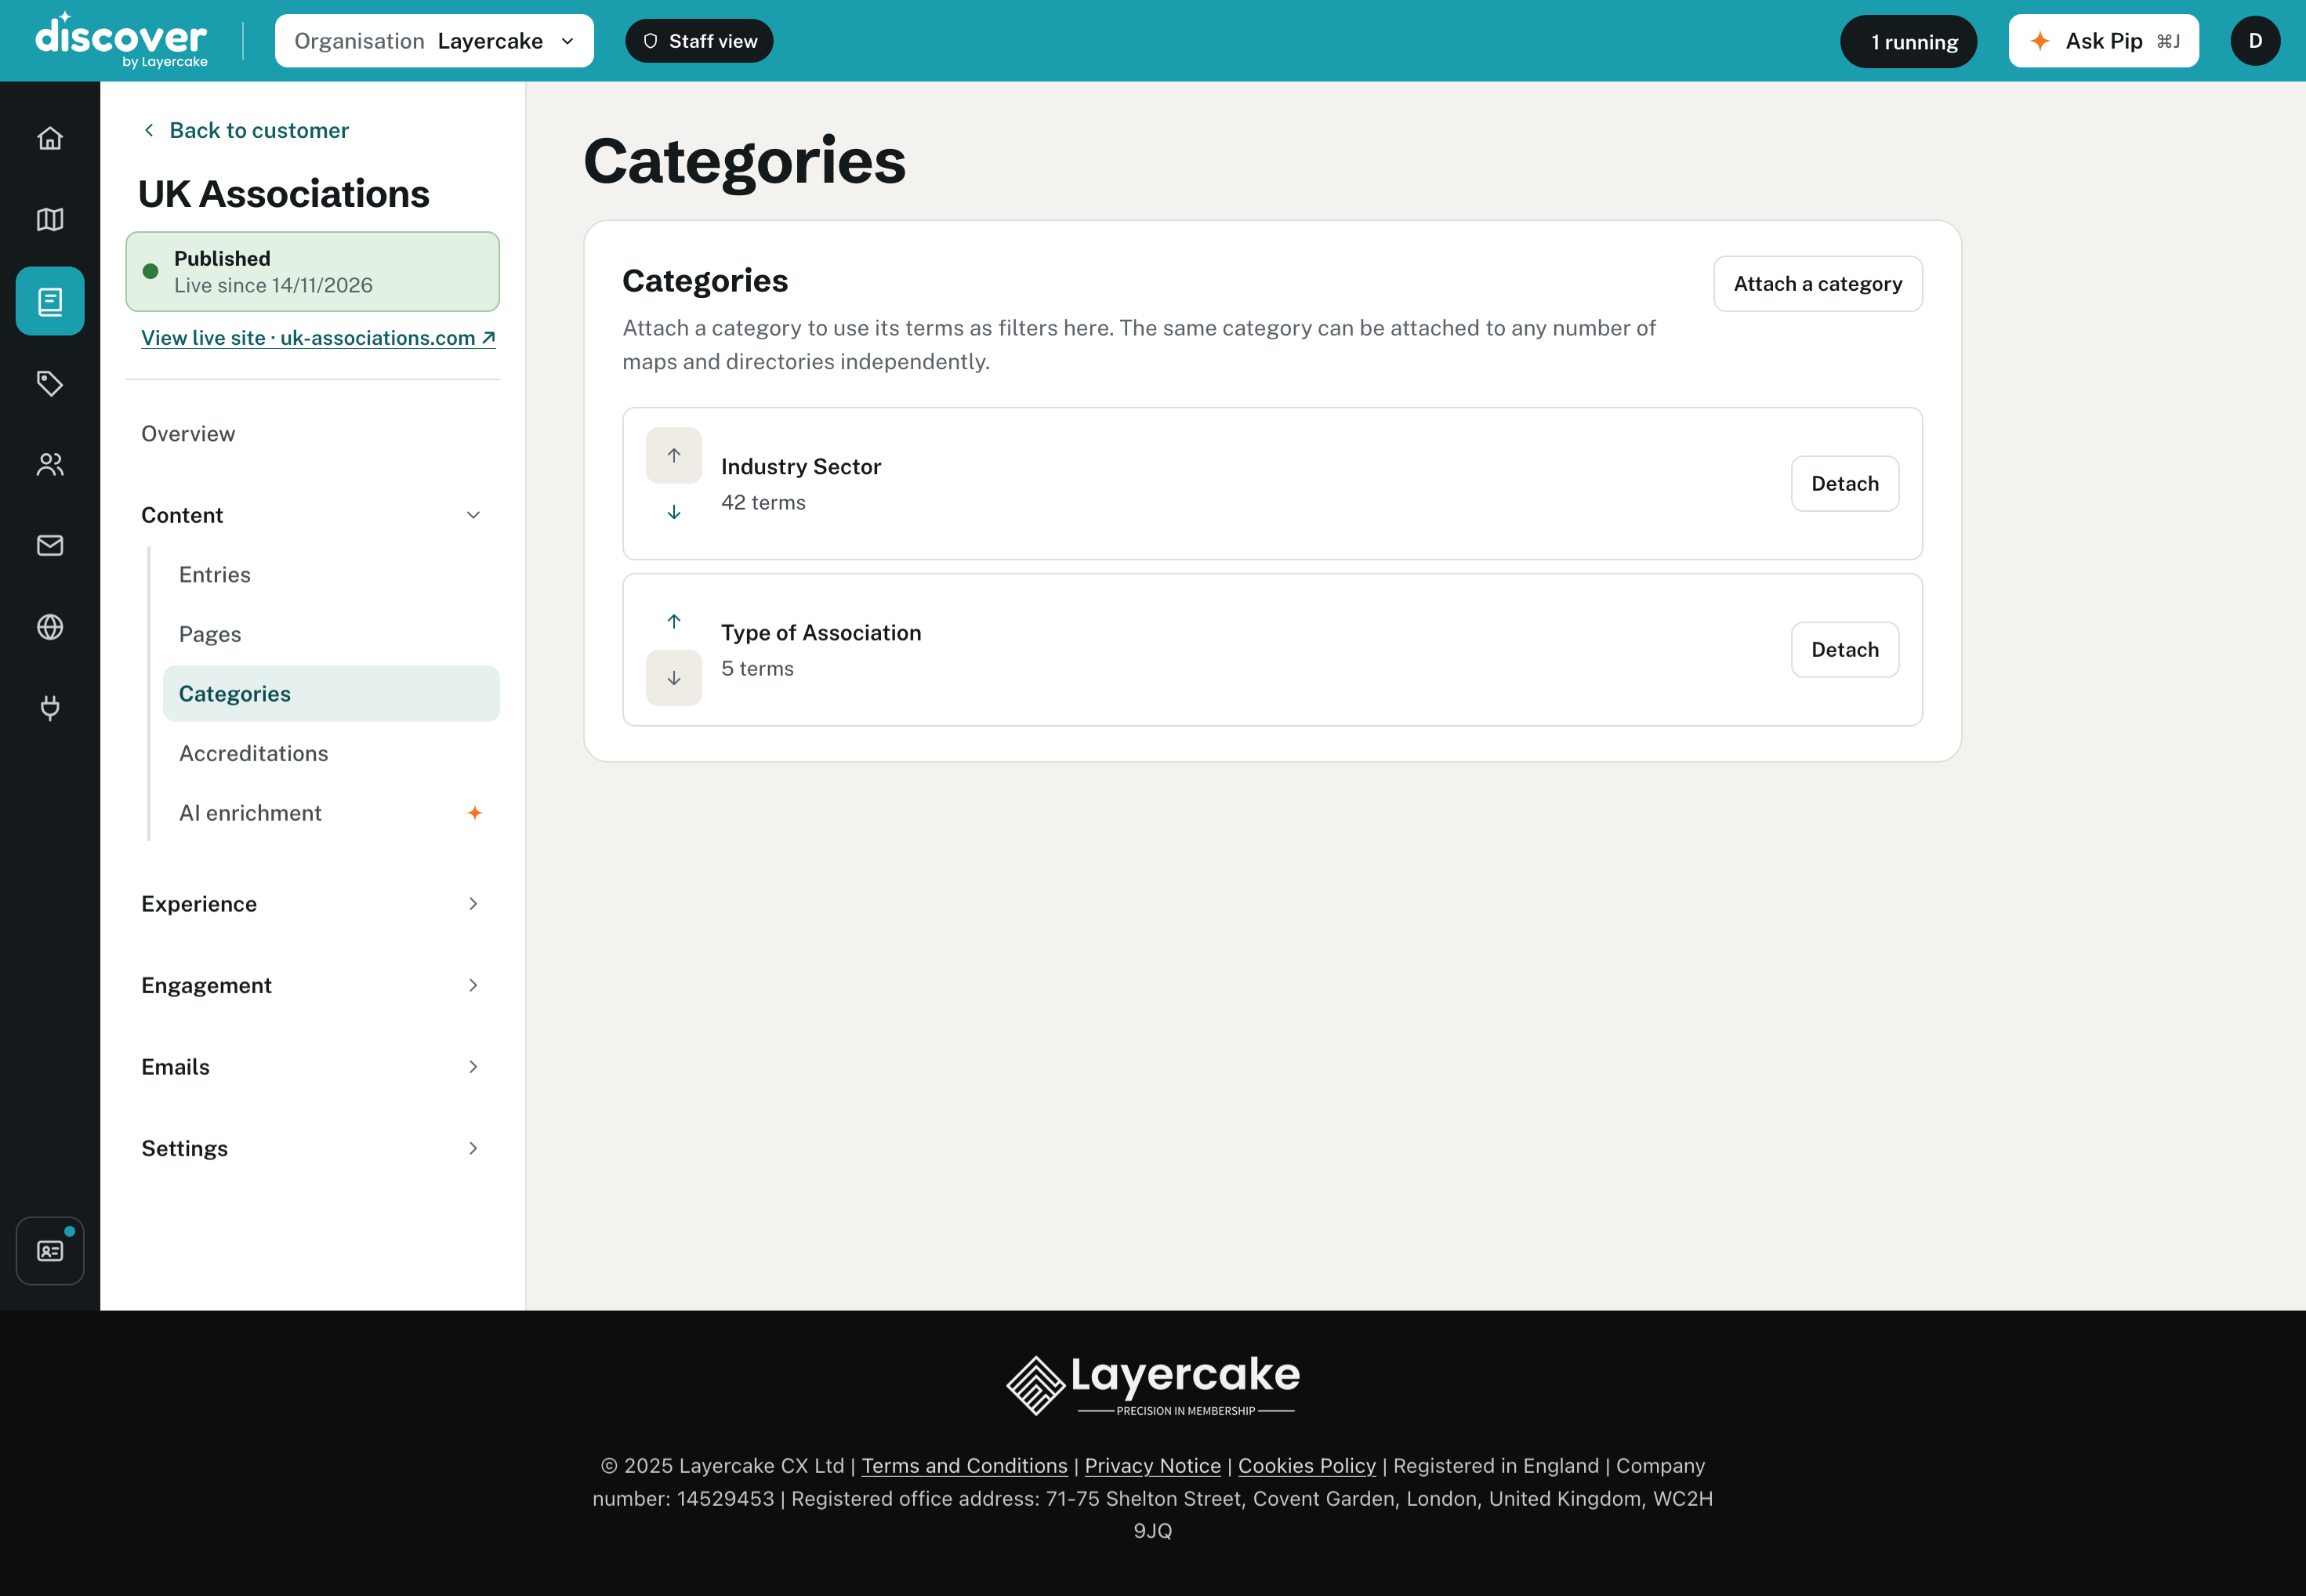 discover
by Layercake
Organisation Layercake
Staff view
1 running
Ask Pip ⌘J
D
Back to customer
UK Associations
Published
Live since 14/11/2026
View live site · uk-associations.com
Overview
Content
Entries
Pages
Categories
Accreditations
AI enrichment
Experience
Engagement
Emails
Settings
Categories
Categories
Attach a category
Attach a category to use its terms as filters here. The same category can be attached to any number of
maps and directories independently.
Industry Sector
42 terms
Detach
Type of Association
5 terms
Detach
Layercake
PRECISION IN MEMBERSHIP
© 2025 Layercake CX Ltd | Terms and Conditions | Privacy Notice | Cookies Policy | Registered in England | Company
number: 14529453 | Registered office address: 71-75 Shelton Street, Covent Garden, London, United Kingdom, WC2H
9JQ